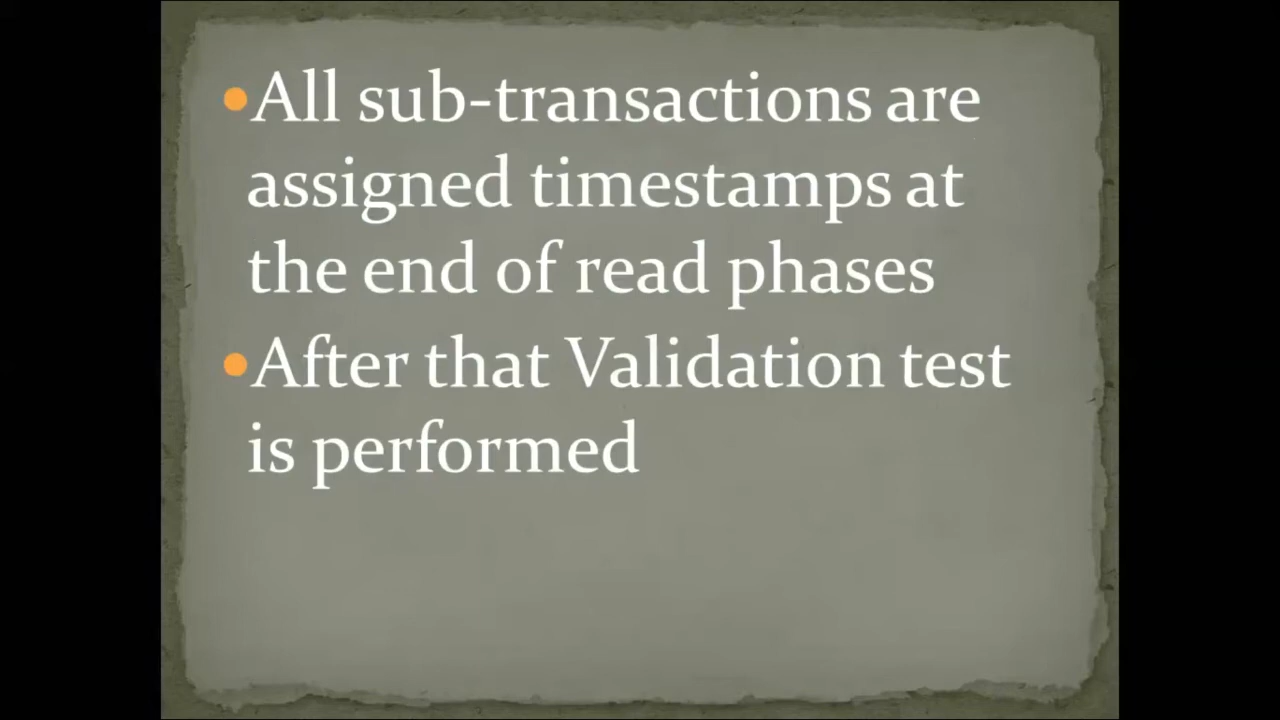 •All sub-transactions are
assigned timestamps at
the end of read phases
•After that Validation test
is performed